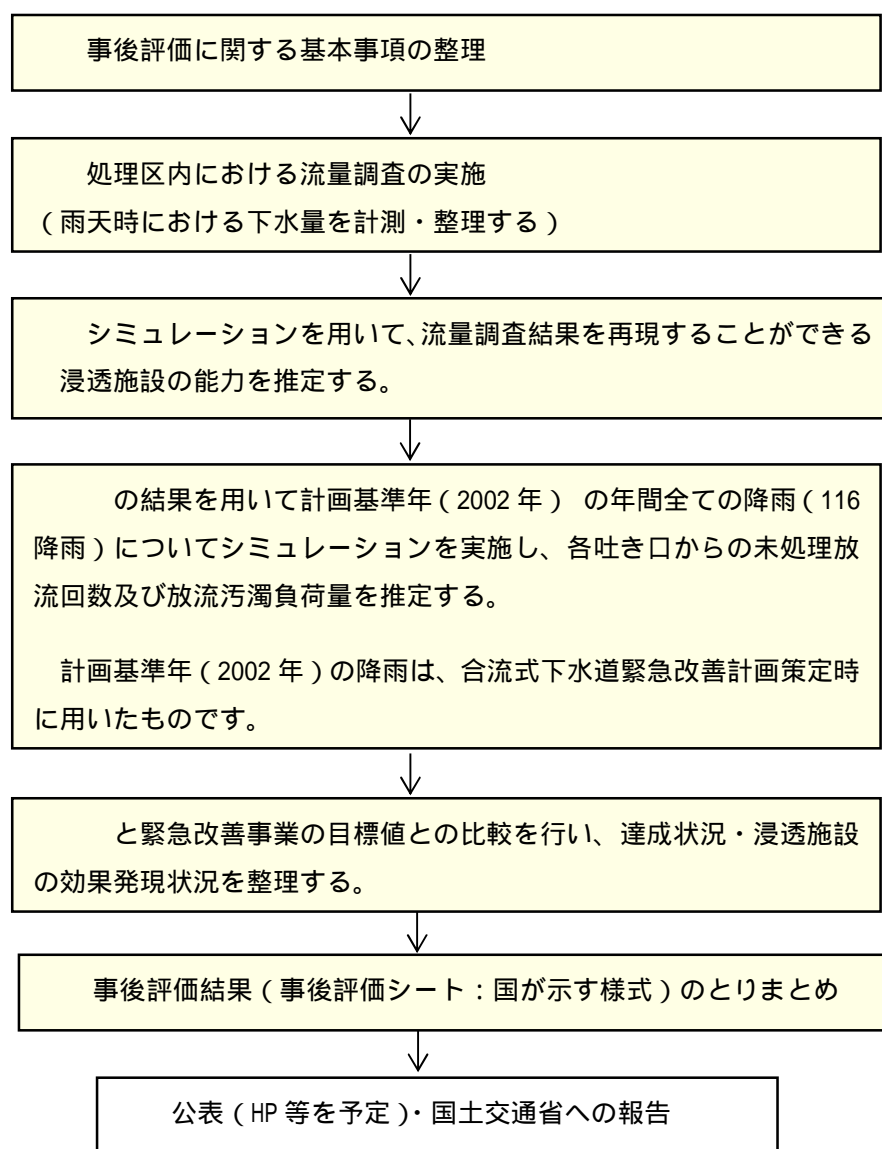 事後評価に関する基本事項の整理
処理区内における流量調査の実施
(雨天時における下水量を計測・整理する)
シミュレーションを用いて、流量調査結果を再現することができる
浸透施設の能力を推定する。
の結果を用いて計画基準年(2002年) の年間全ての降雨(116
降雨)についてシミュレーションを実施し、各吐き口からの未処理放
流回数及び放流汚濁負荷量を推定する。
計画基準年(2002年)の降雨は、合流式下水道緊急改善計画策定時
に用いたものです。
と緊急改善事業の目標値との比較を行い、達成状況・浸透施設
の効果発現状況を整理する。
事後評価結果(事後評価シート:国が示す様式)のとりまとめ
公表(HP等を予定)・国土交通省への報告